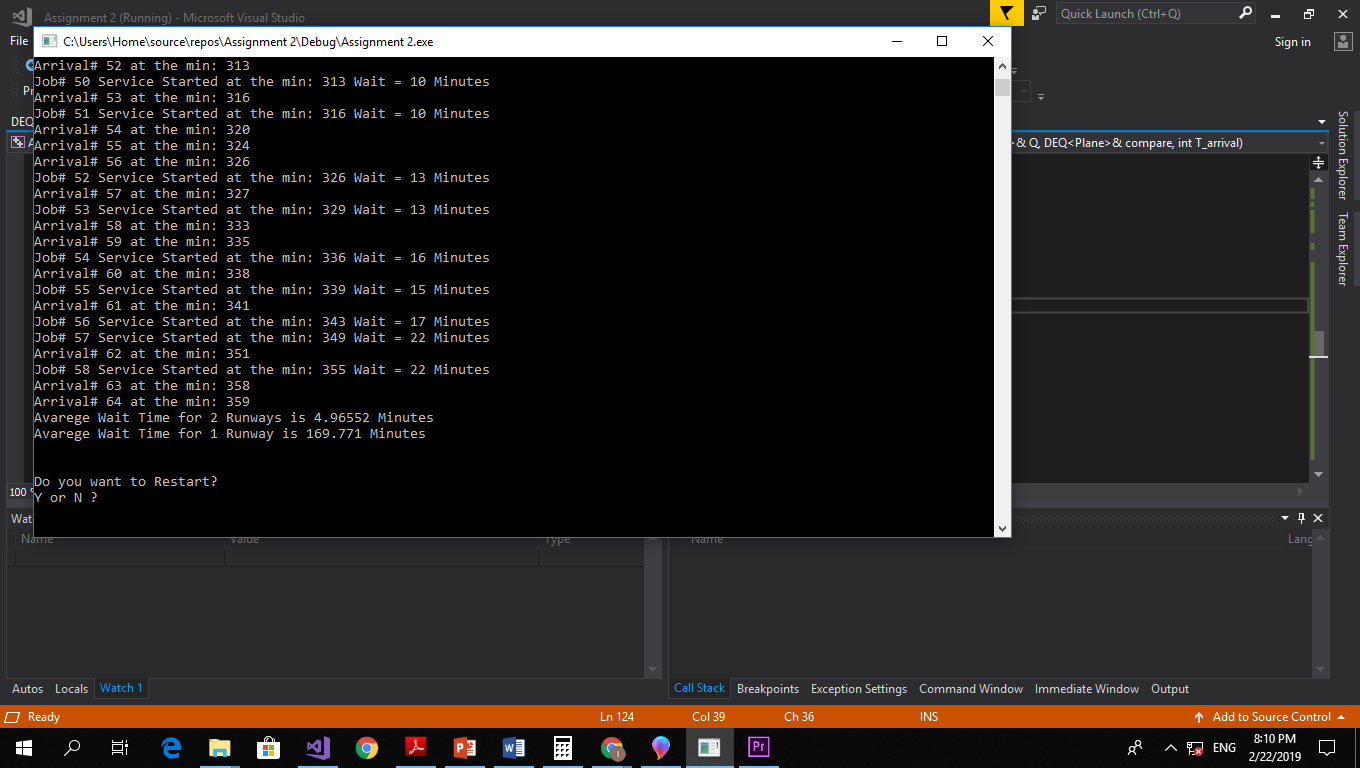 Assignment 2 (Running) - Microsoft Visual Studio
Quick Launch (Ctrl+Q)
File
C:\Users\Home\source\repos\Assignment 2\Debug\Assignment 2.exe
Sign in
Arrival# 52 at the min: 313
Job# 50 Service Started at the min: 313 Wait = 10 Minutes
Arrival# 53 at the min: 316
Job# 51 Service Started at the min: 316 Wait = 10 Minutes
Arrival# 54 at the min: 320
Arrival# 55 at the min: 324
Arrival# 56 at the min: 326
Job# 52 Service Started at the min: 326 Wait = 13 Minutes
Arrival# 57 at the min: 327
Job# 53 Service Started at the min: 329 Wait = 13 Minutes
Arrival# 58 at the min: 333
Arrival# 59 at the min: 335
Job# 54 Service Started at the min: 336 Wait = 16 Minutes
Arrival# 60 at the min: 338
Job# 55 Service Started at the min: 339 Wait = 15 Minutes
Arrival# 61 at the min: 341
Job# 56 Service Started at the min: 343 Wait = 17 Minutes
Job# 57 Service Started at the min: 349 Wait = 22 Minutes
Arrival# 62 at the min: 351
Job# 58 Service Started at the min: 355 Wait = 22 Minutes
Arrival# 63 at the min: 358
Arrival# 64 at the min: 359
Avarege Wait Time for 2 Runways is 4.96552 Minutes
Avarege Wait Time for 1 Runway is 169.771 Minutes
Do you want to Restart?
Y or N ?
DEQ
& Q, DEQ<Plane>& compare, int T_arrival)
Solution Explorer
Team Explorer
100 %
Name Value Type
Name
Autos Locals Watch 1
Call Stack Breakpoints Exception Settings Command Window Immediate Window Output
Ready
Ln 124 Col 39 Ch 36 INS
Add to Source Control
Pr
ENG
8:10 PM
2/22/2019